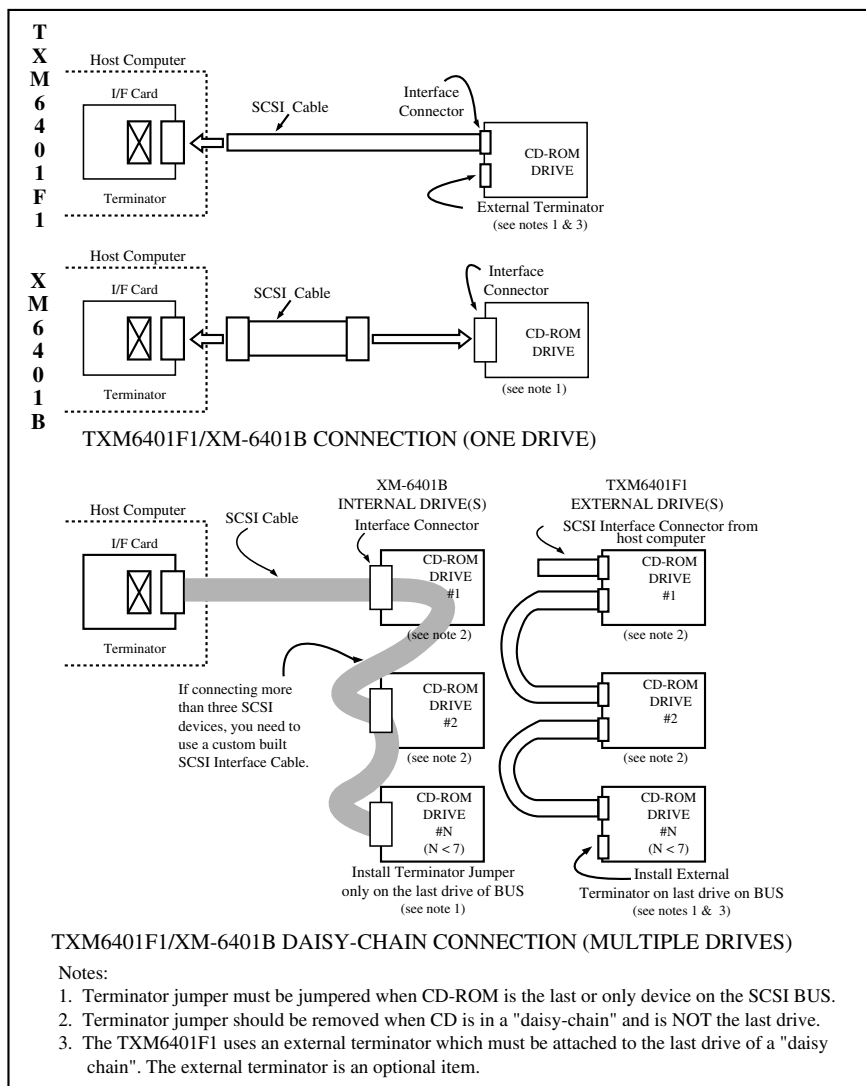 TXM6401F1
Host Computer
I/F Card
Terminator
SCSI Cable
Interface
Connector
CD-ROM
DRIVE
External Terminator
(see notes 1 & 3)
XM6401B
Host Computer
I/F Card
Terminator
SCSI Cable
Interface
Connector
CD-ROM
DRIVE
(see note 1)
TXM6401F1/XM-6401B CONNECTION (ONE DRIVE)
Host Computer
I/F Card
Terminator
SCSI Cable
XM-6401B
INTERNAL DRIVE(S)
Interface Connector
CD-ROM
DRIVE
#1
(see note 2)
If connecting more
than three SCSI
devices, you need to
use a custom built
SCSI Interface Cable.
CD-ROM
DRIVE
#2
(see note 2)
CD-ROM
DRIVE
#N
(N < 7)
Install Terminator Jumper
only on the last drive of BUS
(see note 1)
TXM6401F1
EXTERNAL DRIVE(S)
SCSI Interface Connector from
host computer
CD-ROM
DRIVE
#1
(see note 2)
CD-ROM
DRIVE
#2
(see note 2)
CD-ROM
DRIVE
#N
(N < 7)
Install External
Terminator on last drive on BUS
(see notes 1 & 3)
TXM6401F1/XM-6401B DAISY-CHAIN CONNECTION (MULTIPLE DRIVES)
Notes:
1. Terminator jumper must be jumpered when CD-ROM is the last or only device on the SCSI BUS.
2. Terminator jumper should be removed when CD is in a "daisy-chain" and is NOT the last drive.
3. The TXM6401F1 uses an external terminator which must be attached to the last drive of a "daisy
chain". The external terminator is an optional item.